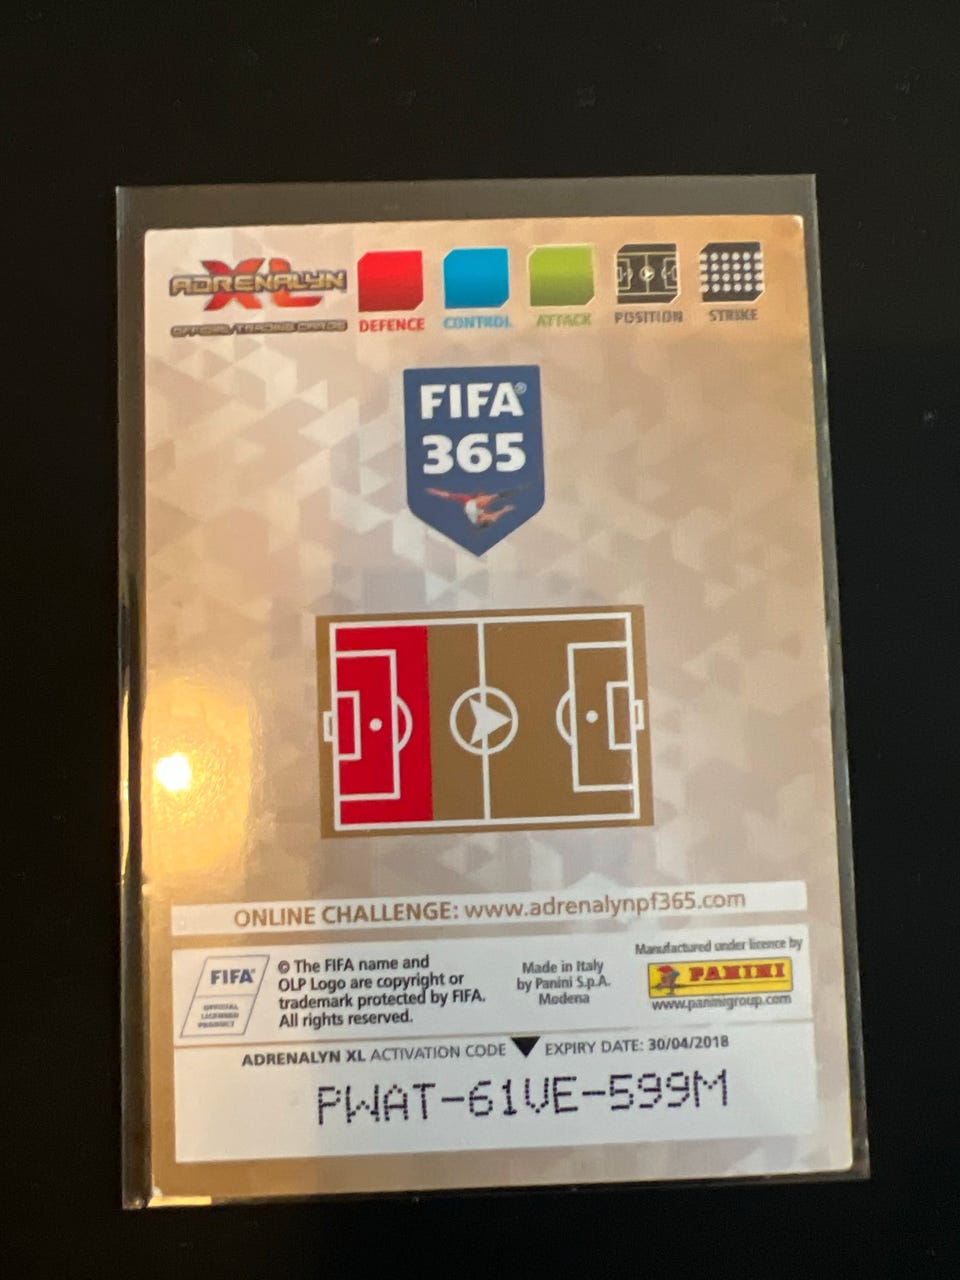 ADRENALYN XL
OFFICIAL TRADING CARDS
DEFENCE CONTROL ATTACK POSITION STRIKE
FIFA®
365
ONLINE CHALLENGE: www.adrenalynpf365.com
FIFA®
OFFICIAL
LICENSED
PRODUCT
© The FIFA name and
OLP Logo are copyright or
trademark protected by FIFA.
All rights reserved.
Made in Italy
by Panini S.p.A.
Modena
Manufactured under licence by
PANINI
www.paninigroup.com
ADRENALYN XL ACTIVATION CODE EXPIRY DATE: 30/04/2018
PWAT-61VE-599M